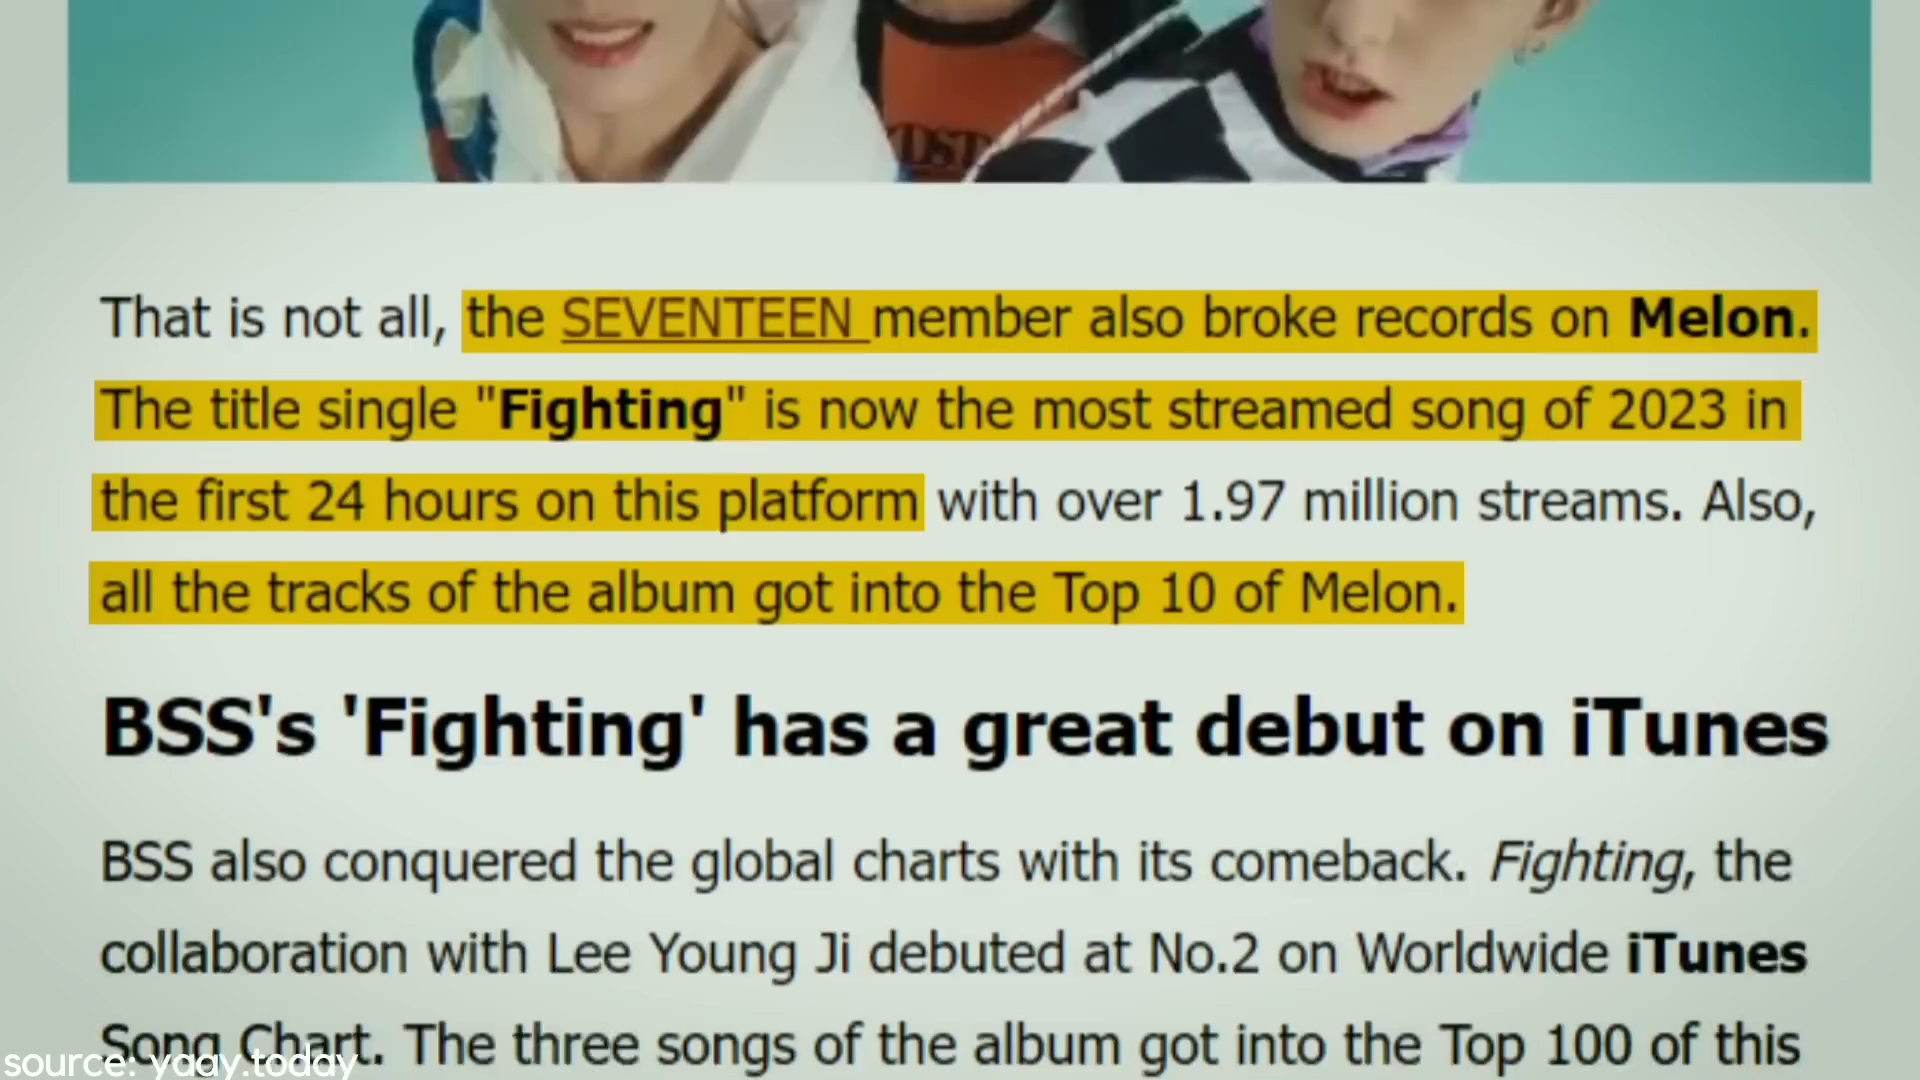 DST
That is not all, the SEVENTEEN member also broke records on Melon.
The title single "Fighting" is now the most streamed song of 2023 in
the first 24 hours on this platform with over 1.97 million streams. Also,
all the tracks of the album got into the Top 10 of Melon.
BSS's 'Fighting' has a great debut on iTunes
BSS also conquered the global charts with its comeback. Fighting, the
collaboration with Lee Young Ji debuted at No.2 on Worldwide iTunes
Song Chart. The three songs of the album got into the Top 100 of this
source: yaay.today